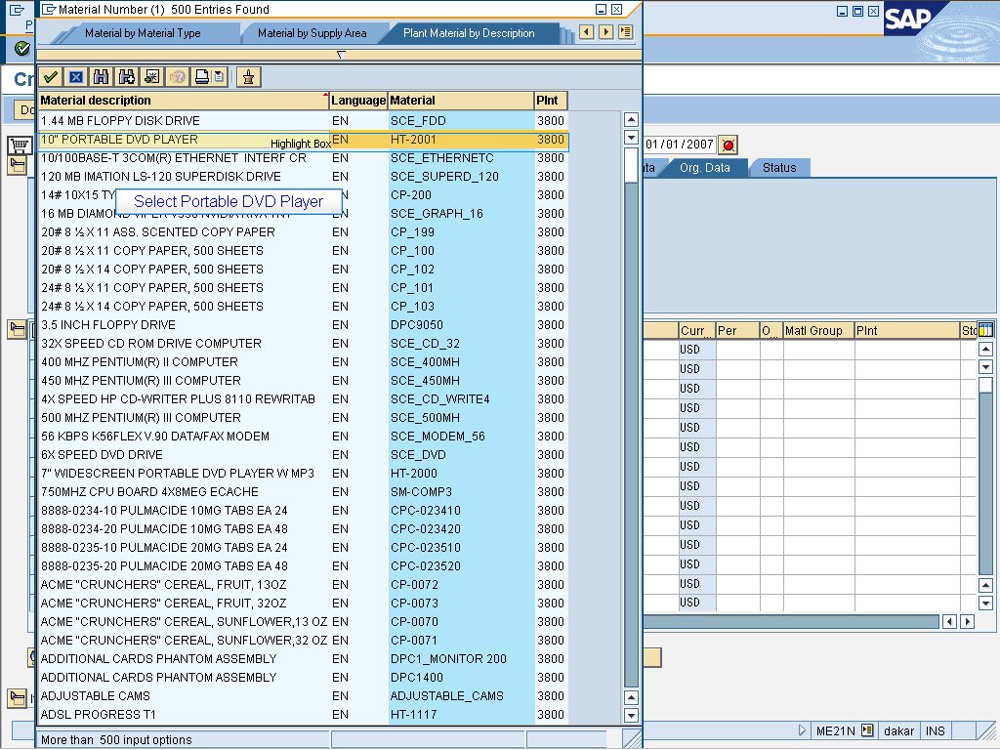 Material Number (1)  500 Entries Found
Material by Material Type
Material by Supply Area
Plant Material by Description
SAP
Cr
Do
Material description
Language
Material
Plnt
1.44 MB FLOPPY DISK DRIVE EN SCE_FDD 3800
10" PORTABLE DVD PLAYER EN HT-2001 3800
Highlight Box
10/100BASE-T 3COM(R) ETHERNET INTERF CR EN SCE_ETHERNETC 3800
120 MB IMATION LS-120 SUPERDISK DRIVE EN SCE_SUPERD_120 3800
14# 10X15 TY EN CP-200 3800
Select Portable DVD Player
16 MB DIAMOND VIPER V330 NVIDIA RIVA TNT EN SCE_GRAPH_16 3800
20# 8 ½ X 11 ASS. SCENTED COPY PAPER EN CP_199 3800
20# 8 ½ X 11 COPY PAPER, 500 SHEETS EN CP_100 3800
20# 8 ½ X 14 COPY PAPER, 500 SHEETS EN CP_102 3800
24# 8 ½ X 11 COPY PAPER, 500 SHEETS EN CP_101 3800
24# 8 ½ X 14 COPY PAPER, 500 SHEETS EN CP_103 3800
3.5 INCH FLOPPY DRIVE EN DPC9050 3800
32X SPEED CD ROM DRIVE COMPUTER EN SCE_CD_32 3800
400 MHZ PENTIUM(R) II COMPUTER EN SCE_400MH 3800
450 MHZ PENTIUM(R) III COMPUTER EN SCE_450MH 3800
4X SPEED HP CD-WRITER PLUS 8110 REWRITAB EN SCE_CD_WRITE4 3800
500 MHZ PENTIUM(R) III COMPUTER EN SCE_500MH 3800
56 KBPS K56FLEX V.90 DATA/FAX MODEM EN SCE_MODEM_56 3800
6X SPEED DVD DRIVE EN SCE_DVD 3800
7" WIDESCREEN PORTABLE DVD PLAYER W MP3 EN HT-2000 3800
750MHZ CPU BOARD 4X8MEG ECACHE EN SM-COMP3 3800
8888-0234-10 PULMACIDE 10MG TABS EA 24 EN CPC-023410 3800
8888-0234-20 PULMACIDE 10MG TABS EA 48 EN CPC-023420 3800
8888-0235-10 PULMACIDE 20MG TABS EA 24 EN CPC-023510 3800
8888-0235-20 PULMACIDE 20MG TABS EA 48 EN CPC-023520 3800
ACME "CRUNCHERS" CEREAL, FRUIT, 13OZ EN CP-0072 3800
ACME "CRUNCHERS" CEREAL, FRUIT, 32OZ EN CP-0073 3800
ACME "CRUNCHERS" CEREAL, SUNFLOWER,13 OZ EN CP-0070 3800
ACME "CRUNCHERS" CEREAL, SUNFLOWER,32 OZ EN CP-0071 3800
ADDITIONAL CARDS PHANTOM ASSEMBLY EN DPC1_MONITOR 200 3800
ADDITIONAL CARDS PHANTOM ASSEMBLY EN DPC1400 3800
ADJUSTABLE CAMS EN ADJUSTABLE_CAMS 3800
ADSL PROGRESS T1 EN HT-1117 3800
More than  500 input options
01/01/2007
ata
Org. Data
Status
Curr...
Per
O...
Matl Group
Plnt
Sto
USD
USD
USD
USD
USD
USD
USD
USD
USD
USD
USD
USD
USD
USD
ME21N
dakar
INS